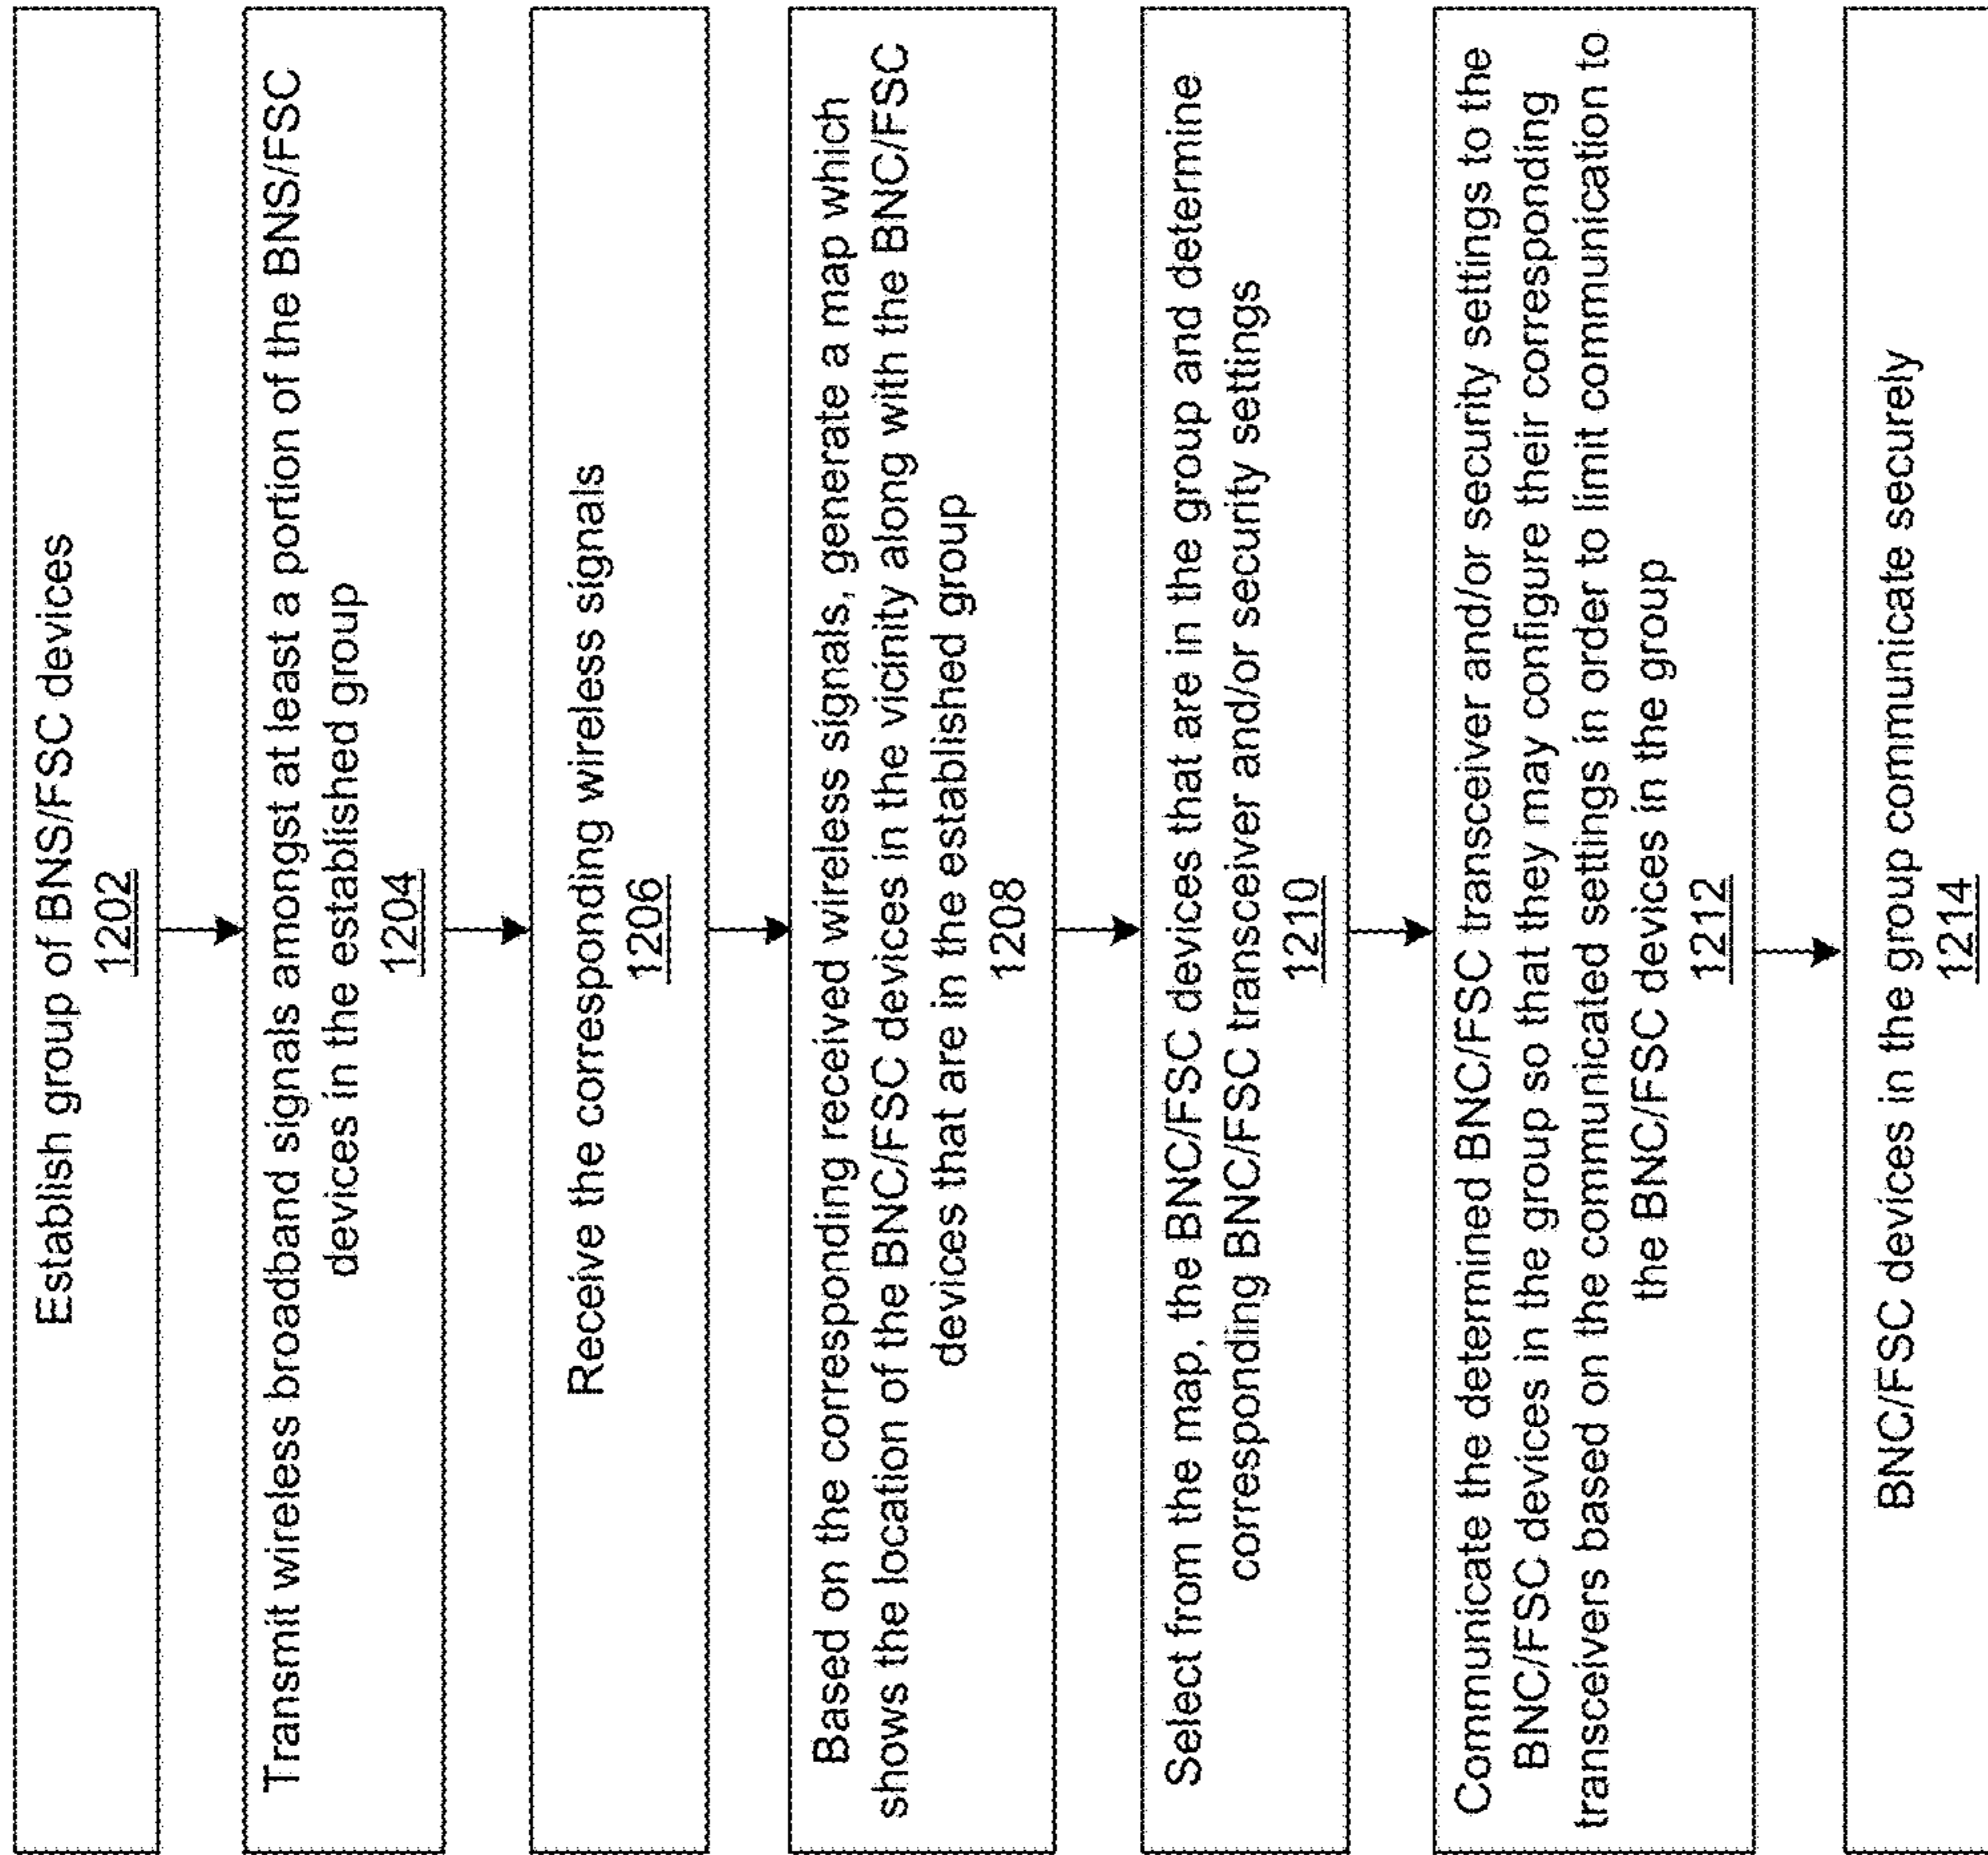 Establish group of BNS/FSC devices
1202
Transmit wireless broadband signals amongst at least a portion of the BNS/FSC
devices in the established group
1204
Receive the corresponding wireless signals
1206
Based on the corresponding received wireless signals, generate a map which
shows the location of the BNC/FSC devices in the vicinity along with the BNC/FSC
devices that are in the established group
1208
Select from the map, the BNC/FSC devices that are in the group and determine
corresponding BNC/FSC transceiver and/or security settings
1210
Communicate the determined BNC/FSC transceiver and/or security settings to the
BNC/FSC devices in the group so that they may configure their corresponding
transceivers based on the communicated settings in order to limit communication to
the BNC/FSC devices in the group
1212
BNC/FSC devices in the group communicate securely
1214